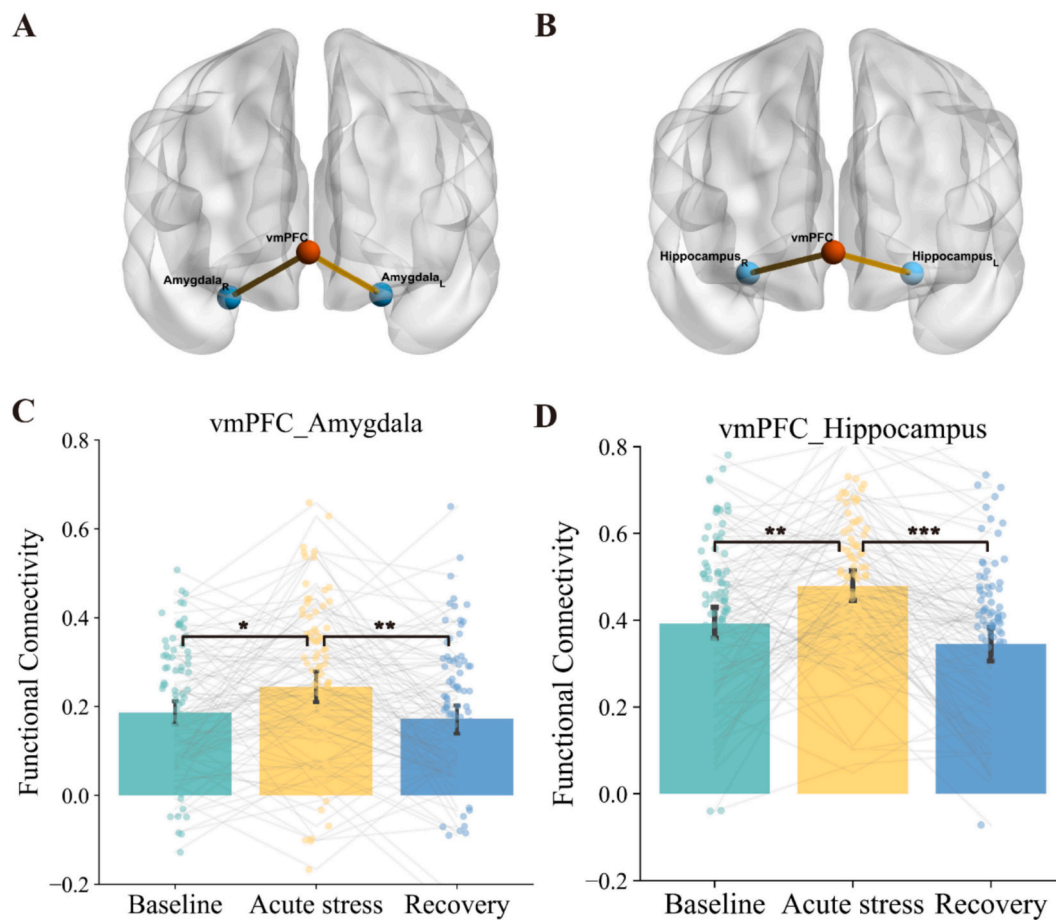 A
B
vmPFC
Amygdala_R
Amygdala_L
vmPFC
Hippocampus_R
Hippocampus_L
C
vmPFC_Amygdala
0.8
0.6
0.4
0.2
0.0
−0.2
Functional Connectivity
*
**
Baseline
Acute stress
Recovery
D
vmPFC_Hippocampus
0.8
0.6
0.4
0.2
0.0
−0.2
Functional Connectivity
**
***
Baseline
Acute stress
Recovery